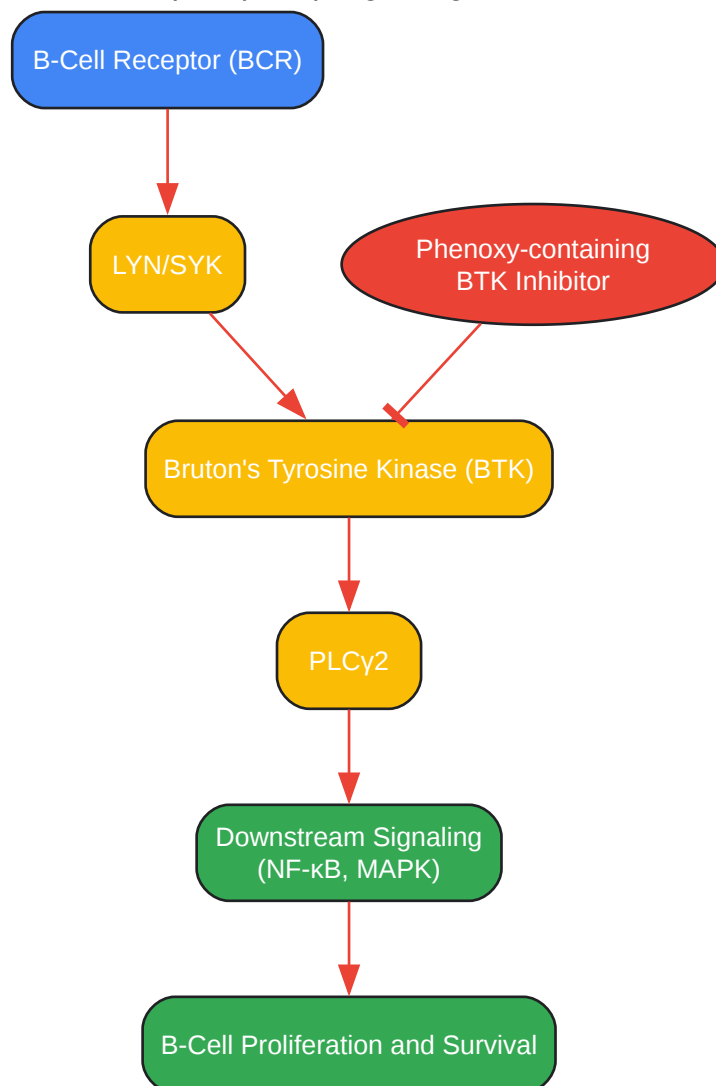 B-Cell Receptor (BCR)
LYN/SYK
Phenoxy-containing
BTK Inhibitor
Bruton's Tyrosine Kinase (BTK)
PLCγ2
Downstream Signaling
(NF-κB, MAPK)
B-Cell Proliferation and Survival